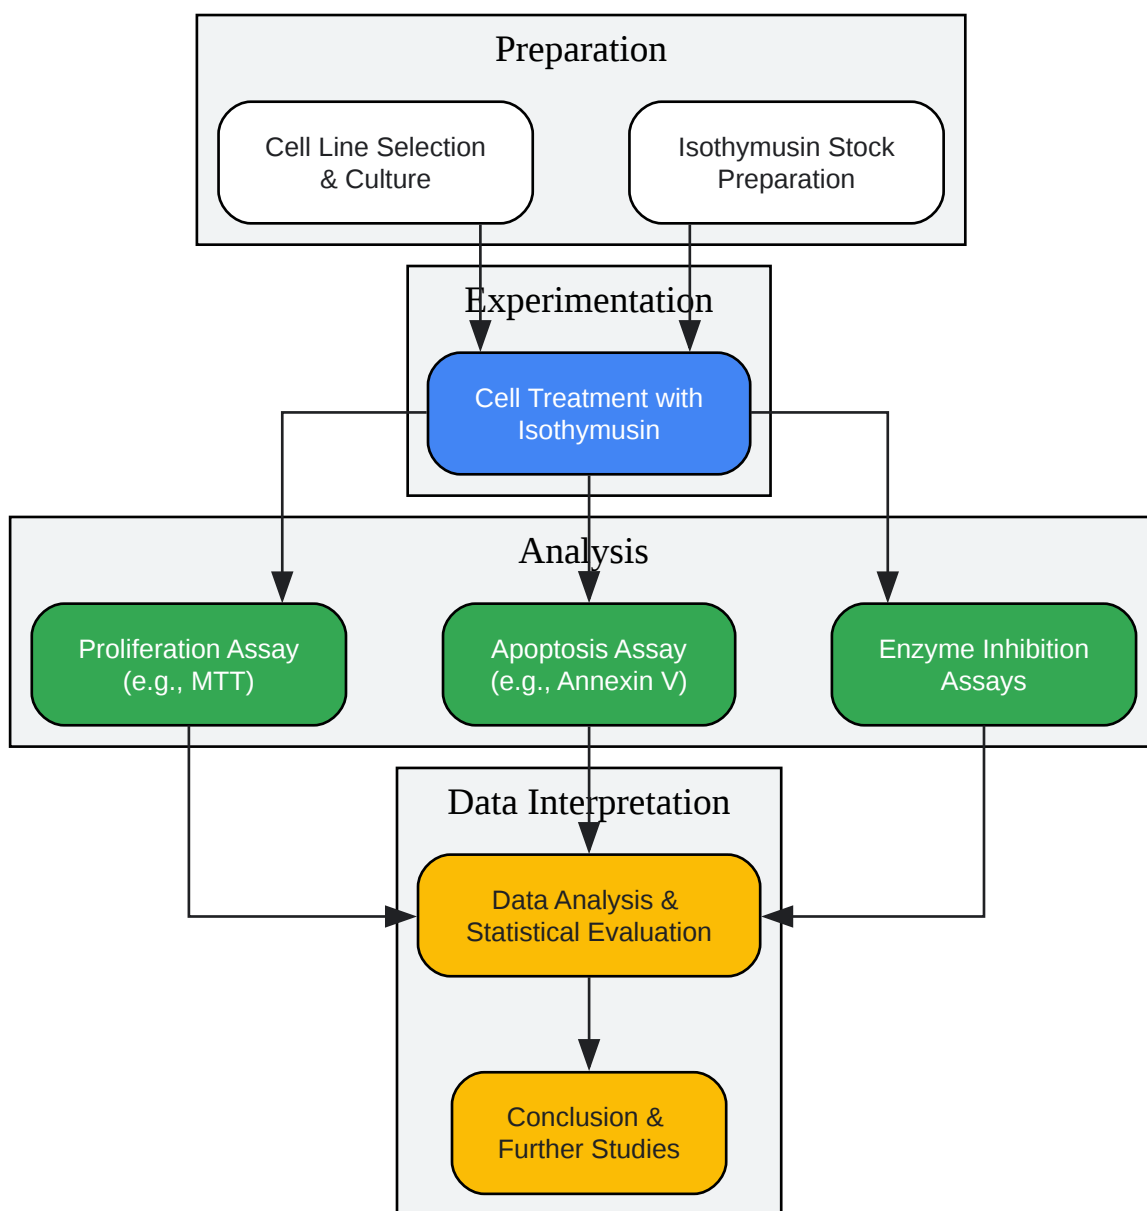 Preparation
Cell Line Selection
& Culture
Isothymusin Stock
Preparation
Experimentation
Cell Treatment with
Isothymusin
Analysis
Proliferation Assay
(e.g., MTT)
Apoptosis Assay
(e.g., Annexin V)
Enzyme Inhibition
Assays
Data Interpretation
Data Analysis &
Statistical Evaluation
Conclusion &
Further Studies